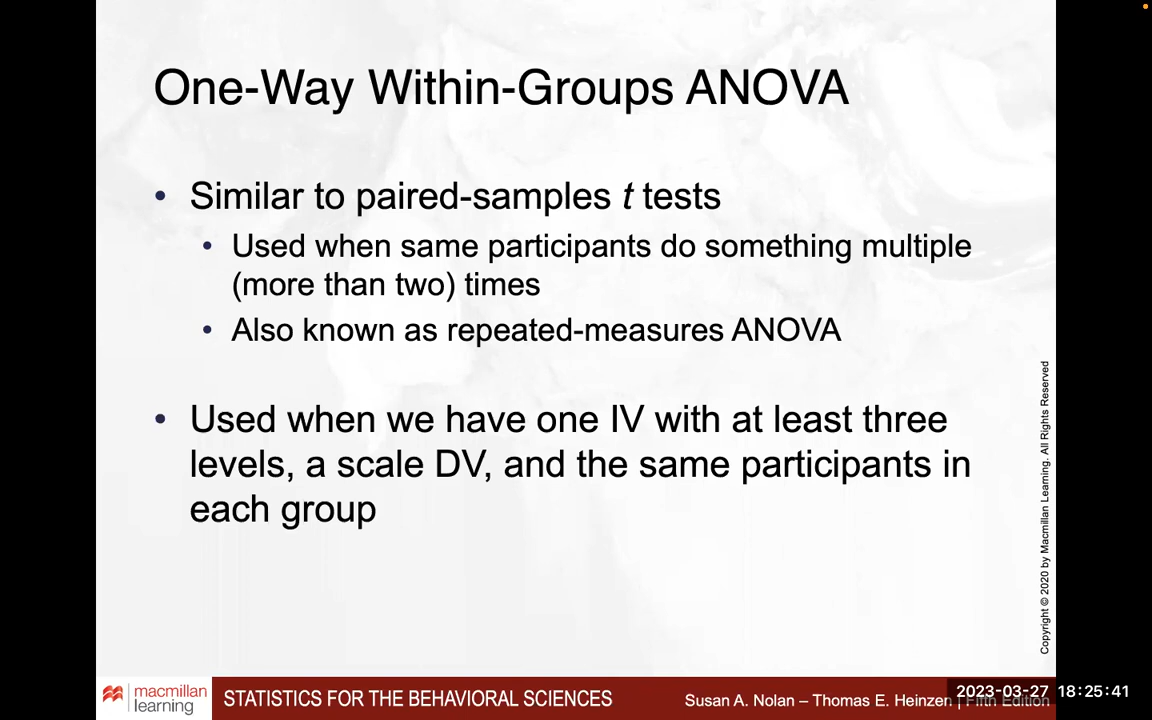 One-Way Within-Groups ANOVA
• Similar to paired-samples t tests
• Used when same participants do something multiple
(more than two) times
• Also known as repeated-measures ANOVA
• Used when we have one IV with at least three
levels, a scale DV, and the same participants in
each group
Copyright © 2020 by Macmillan Learning. All Rights Reserved
macmillan
learning
STATISTICS FOR THE BEHAVIORAL SCIENCES
Susan A. Nolan – Thomas E. Heinzen | Fifth Edition
2023-03-27 18:25:41